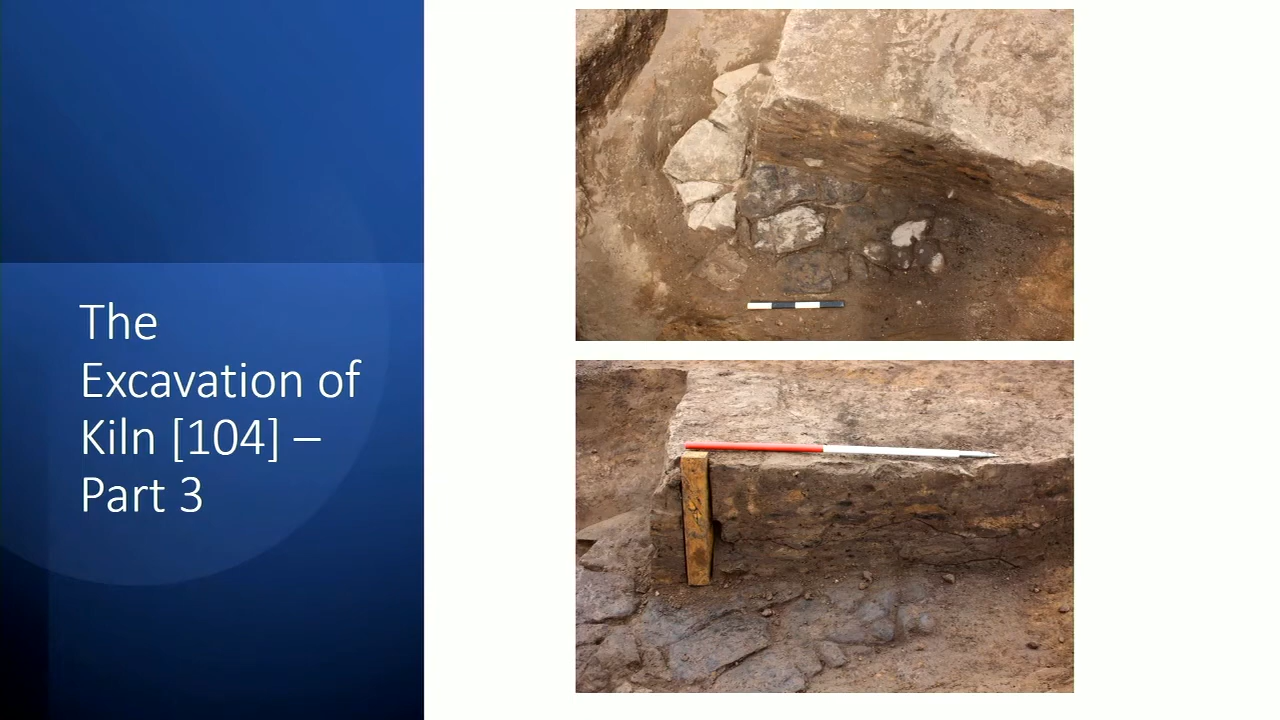 The
Excavation of
Kiln [104] –
Part 3